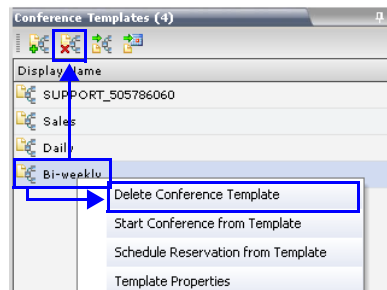 Conference Templates (4)
Display Name
SUPPORT_505786060
Sales
Daily
Bi-weekly
Delete Conference Template
Start Conference from Template
Schedule Reservation from Template
Template Properties